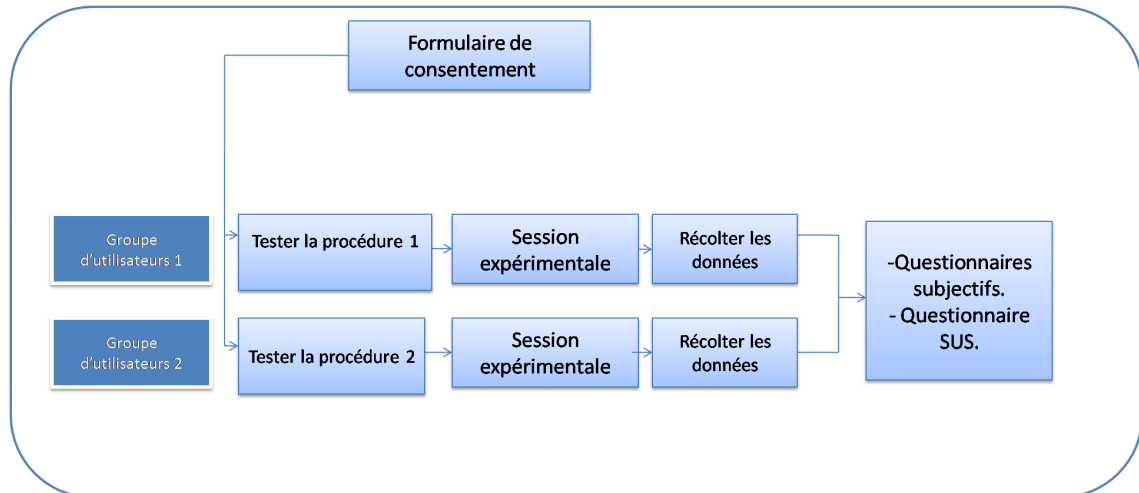 Formulaire de
consentement
Groupe
d'utilisateurs 1
Tester la procédure 1
Session
expérimentale
Récolter les
données
-Questionnaires
subjectifs.
- Questionnaire
SUS.
Groupe
d'utilisateurs 2
Tester la procédure 2
Session
expérimentale
Récolter les
données